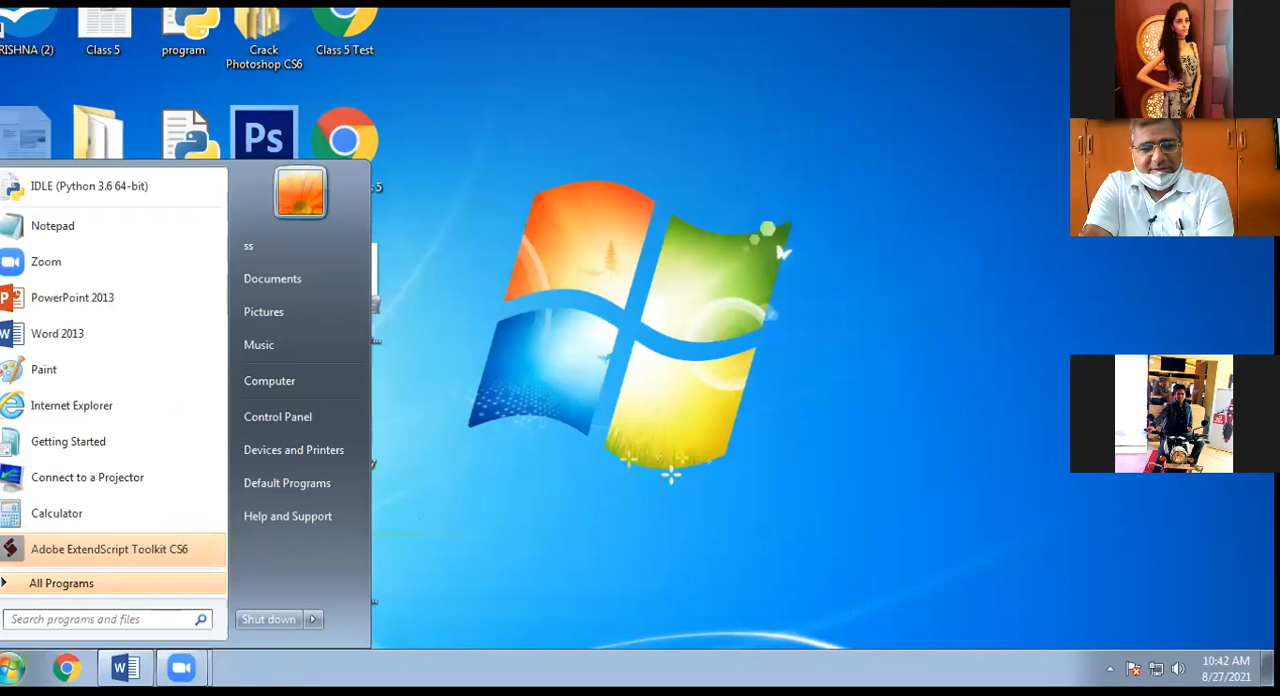 RISHNA (2)
Class 5
program
Crack
Photoshop CS6
Class 5 Test
Ps
5
IDLE (Python 3.6 64-bit)
Notepad
Zoom
PowerPoint 2013
Word 2013
Paint
Internet Explorer
Getting Started
Connect to a Projector
Calculator
Adobe ExtendScript Toolkit CS6
All Programs
Search programs and files
ss
Documents
Pictures
Music
Computer
Control Panel
Devices and Printers
Default Programs
Help and Support
Shut down
10:42 AM
8/27/2021